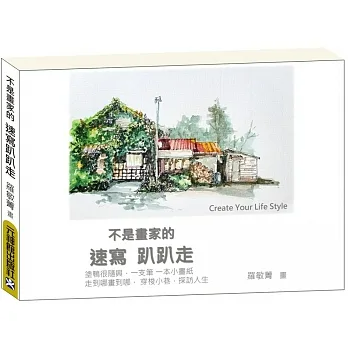 不是畫家的 速寫 趴趴走
羅敏菁 畫
Create Your Life Style
不是畫家的
速寫 趴趴走
塗鴨很隨興，一支筆 一本小畫紙
走到哪畫到哪， 穿梭小巷，探訪人生
羅敏菁 畫